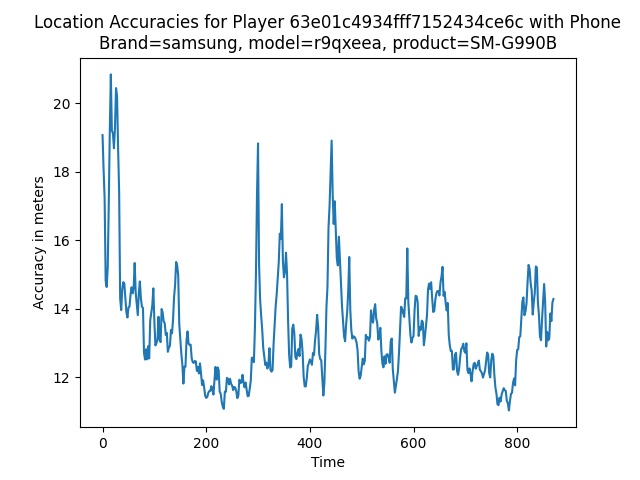 Location Accuracies for Player 63e01c4934fff7152434ce6c with Phone
Brand=samsung, model=r9qxeea, product=SM-G990B
Accuracy in meters
20
18
16
14
12
0 200 400 600 800
Time